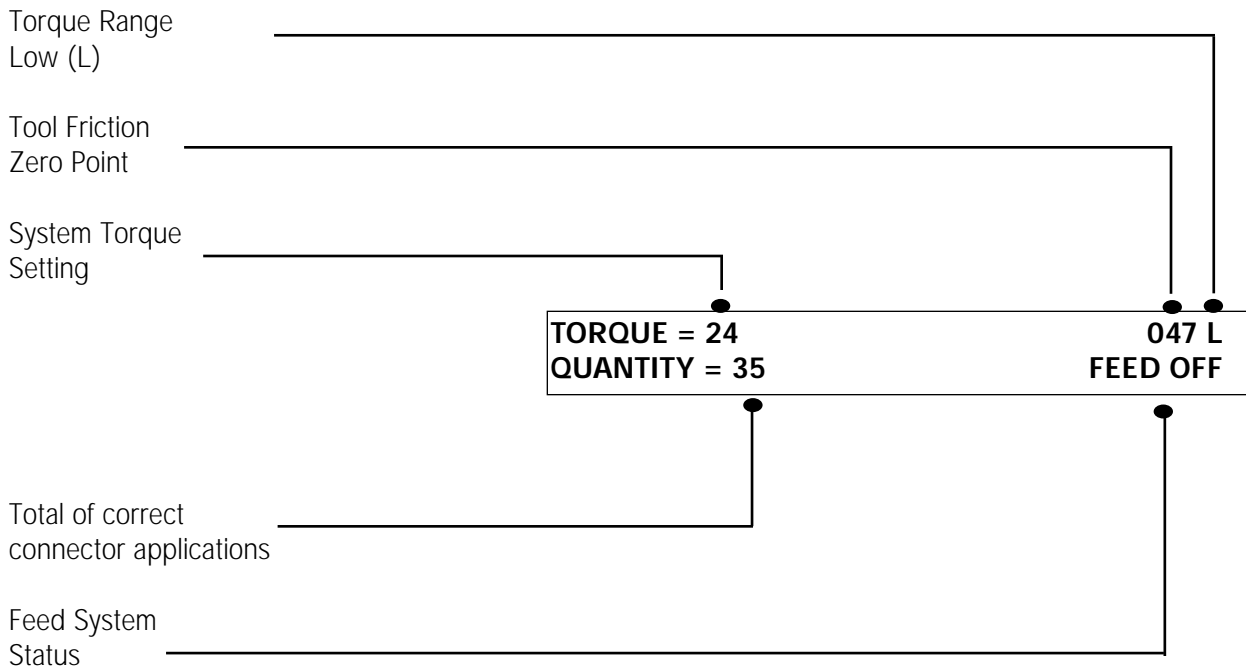 Torque Range
Low (L)
Tool Friction
Zero Point
System Torque
Setting
TORQUE = 24 047 L
QUANTITY = 35 FEED OFF
Total of correct
connector applications
Feed System
Status